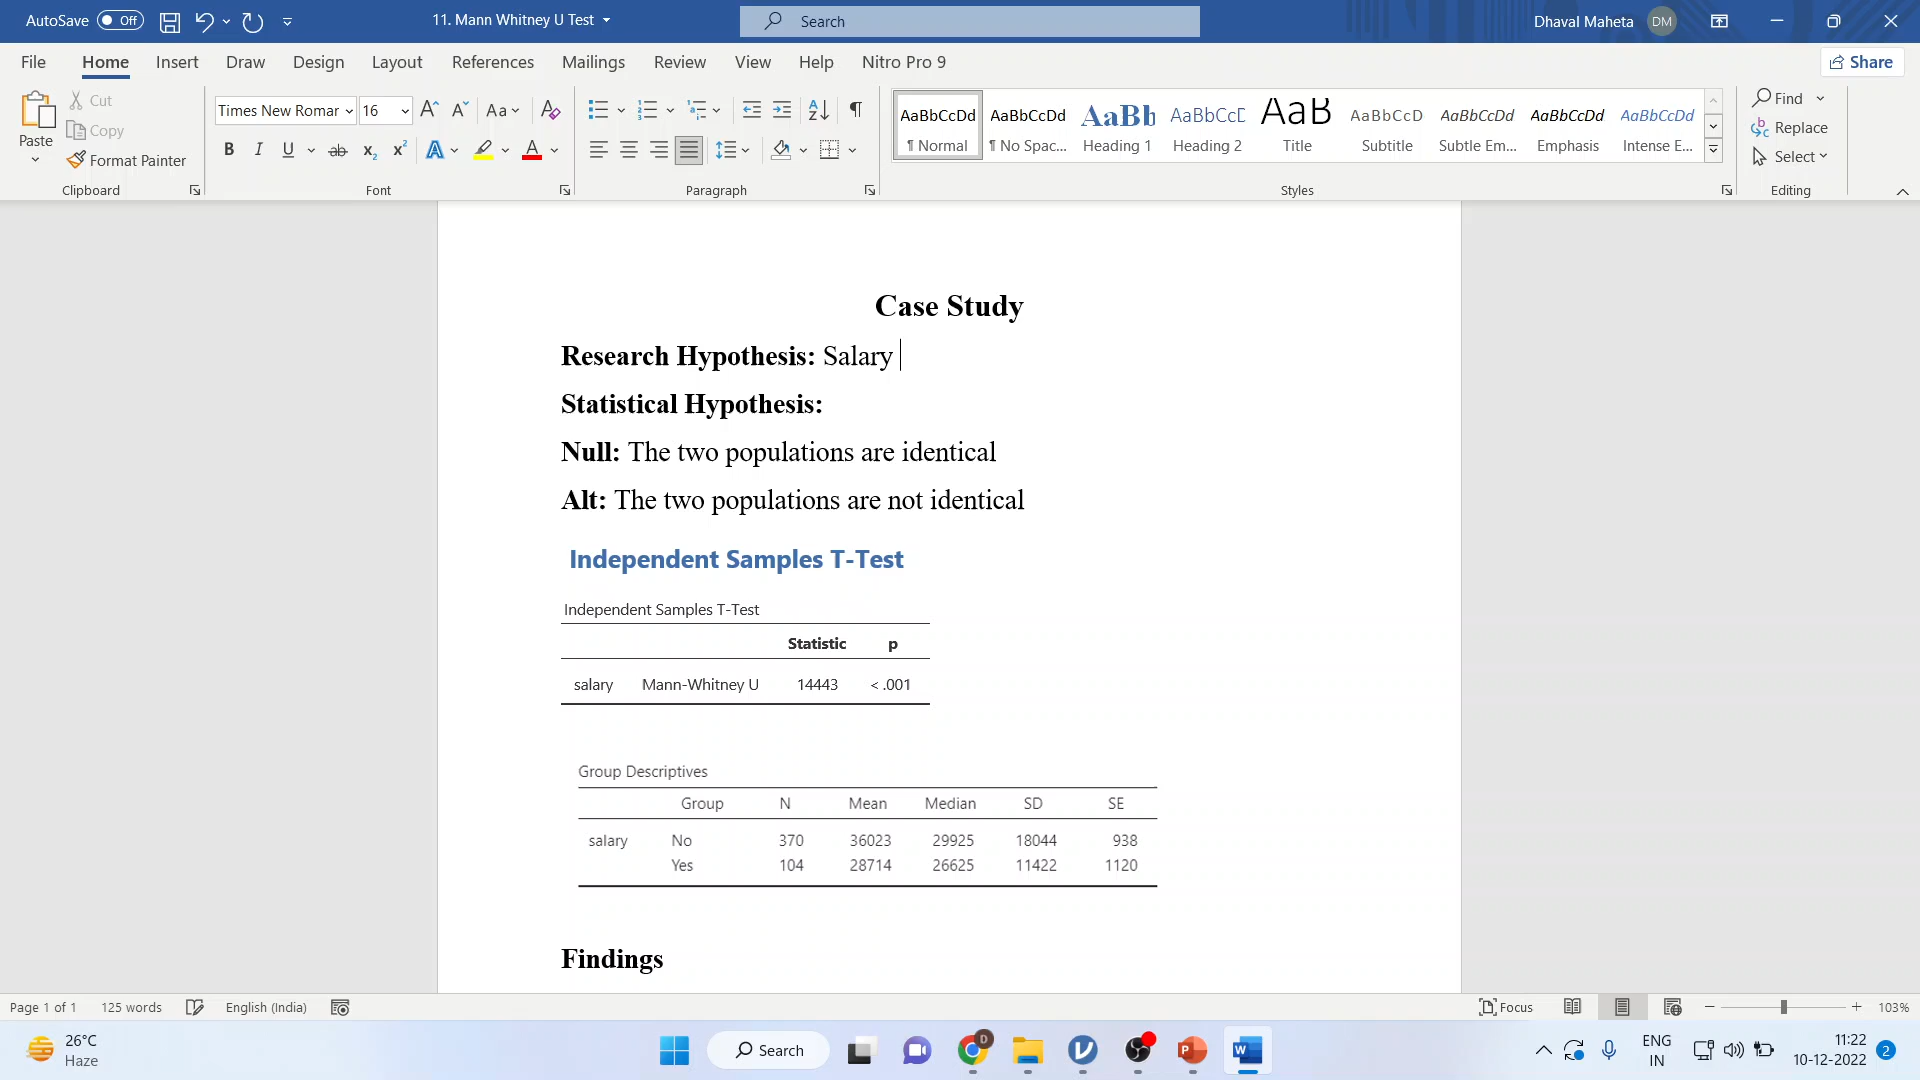 AutoSave Off 11. Mann Whitney U Test Search Dhaval Maheta DM
File Home Insert Draw Design Layout References Mailings Review View Help Nitro Pro 9 Share
Paste Cut Copy Format Painter
Times New Romar 16 Aa
B I U ab x₂ x² A A
AaBbCcDd ¶ Normal
AaBbCcDd ¶ No Spac...
AaBb Heading 1
AaBbCcC Heading 2
AaB Title
AaBbCcD Subtitle
AaBbCcDd Subtle Em...
AaBbCcDd Emphasis
AaBbCcDd Intense E...
Find
Replace
Select
Clipboard Font Paragraph Styles Editing
Case Study
Research Hypothesis: Salary
Statistical Hypothesis:
Null: The two populations are identical
Alt: The two populations are not identical
Independent Samples T-Test
Independent Samples T-Test
Statistic p
salary Mann-Whitney U 14443 < .001
Group Descriptives
Group N Mean Median SD SE
salary No 370 36023 29925 18044 938
Yes 104 28714 26625 11422 1120
Findings
Page 1 of 1 125 words English (India) Focus 103%
26°C
Haze
Search
D
ENG
IN
11:22
10-12-2022
2